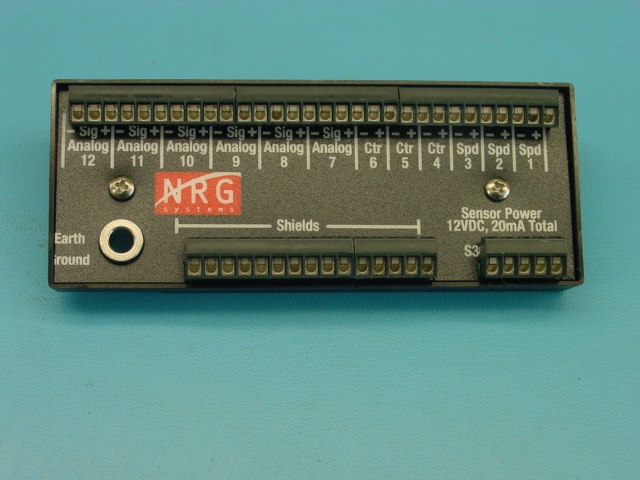 - Sig + - Sig + - Sig + - Sig + - Sig + - Sig + - + - + - + - + - + - +
Analog Analog Analog Analog Analog Analog Ctr Ctr Ctr Spd Spd Spd
12 11 10 9 8 7 6 5 4 3 2 1
NRG
systems
Shields
Sensor Power
12VDC, 20mA Total
Earth
round
S3